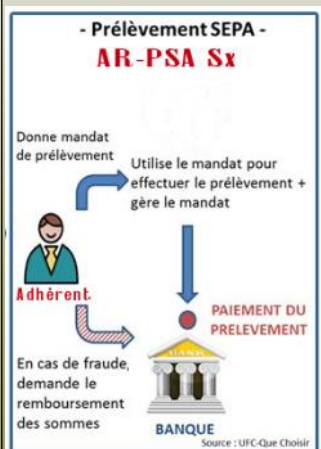 - Prélèvement SEPA -
AR-PSA Sx
Donne mandat
de prélèvement
Utilise le mandat pour
effectuer le prélèvement +
gère le mandat
Adhérent
PAIEMENT DU
PRELEVEMENT
En cas de fraude,
demande le
remboursement
des sommes
BANK
BANQUE
Source : UFC-Que Choisir